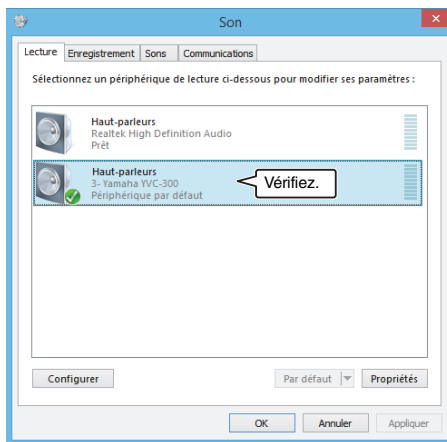 Son
Lecture Enregistrement Sons Communications
Sélectionnez un périphérique de lecture ci-dessous pour modifier ses paramètres :
Haut-parleurs
Realtek High Definition Audio
Prêt
Haut-parleurs
3- Yamaha YVC-300
Périphérique par défaut
Vérifiez.
Configurer
Par défaut
Propriétés
OK
Annuler
Appliquer